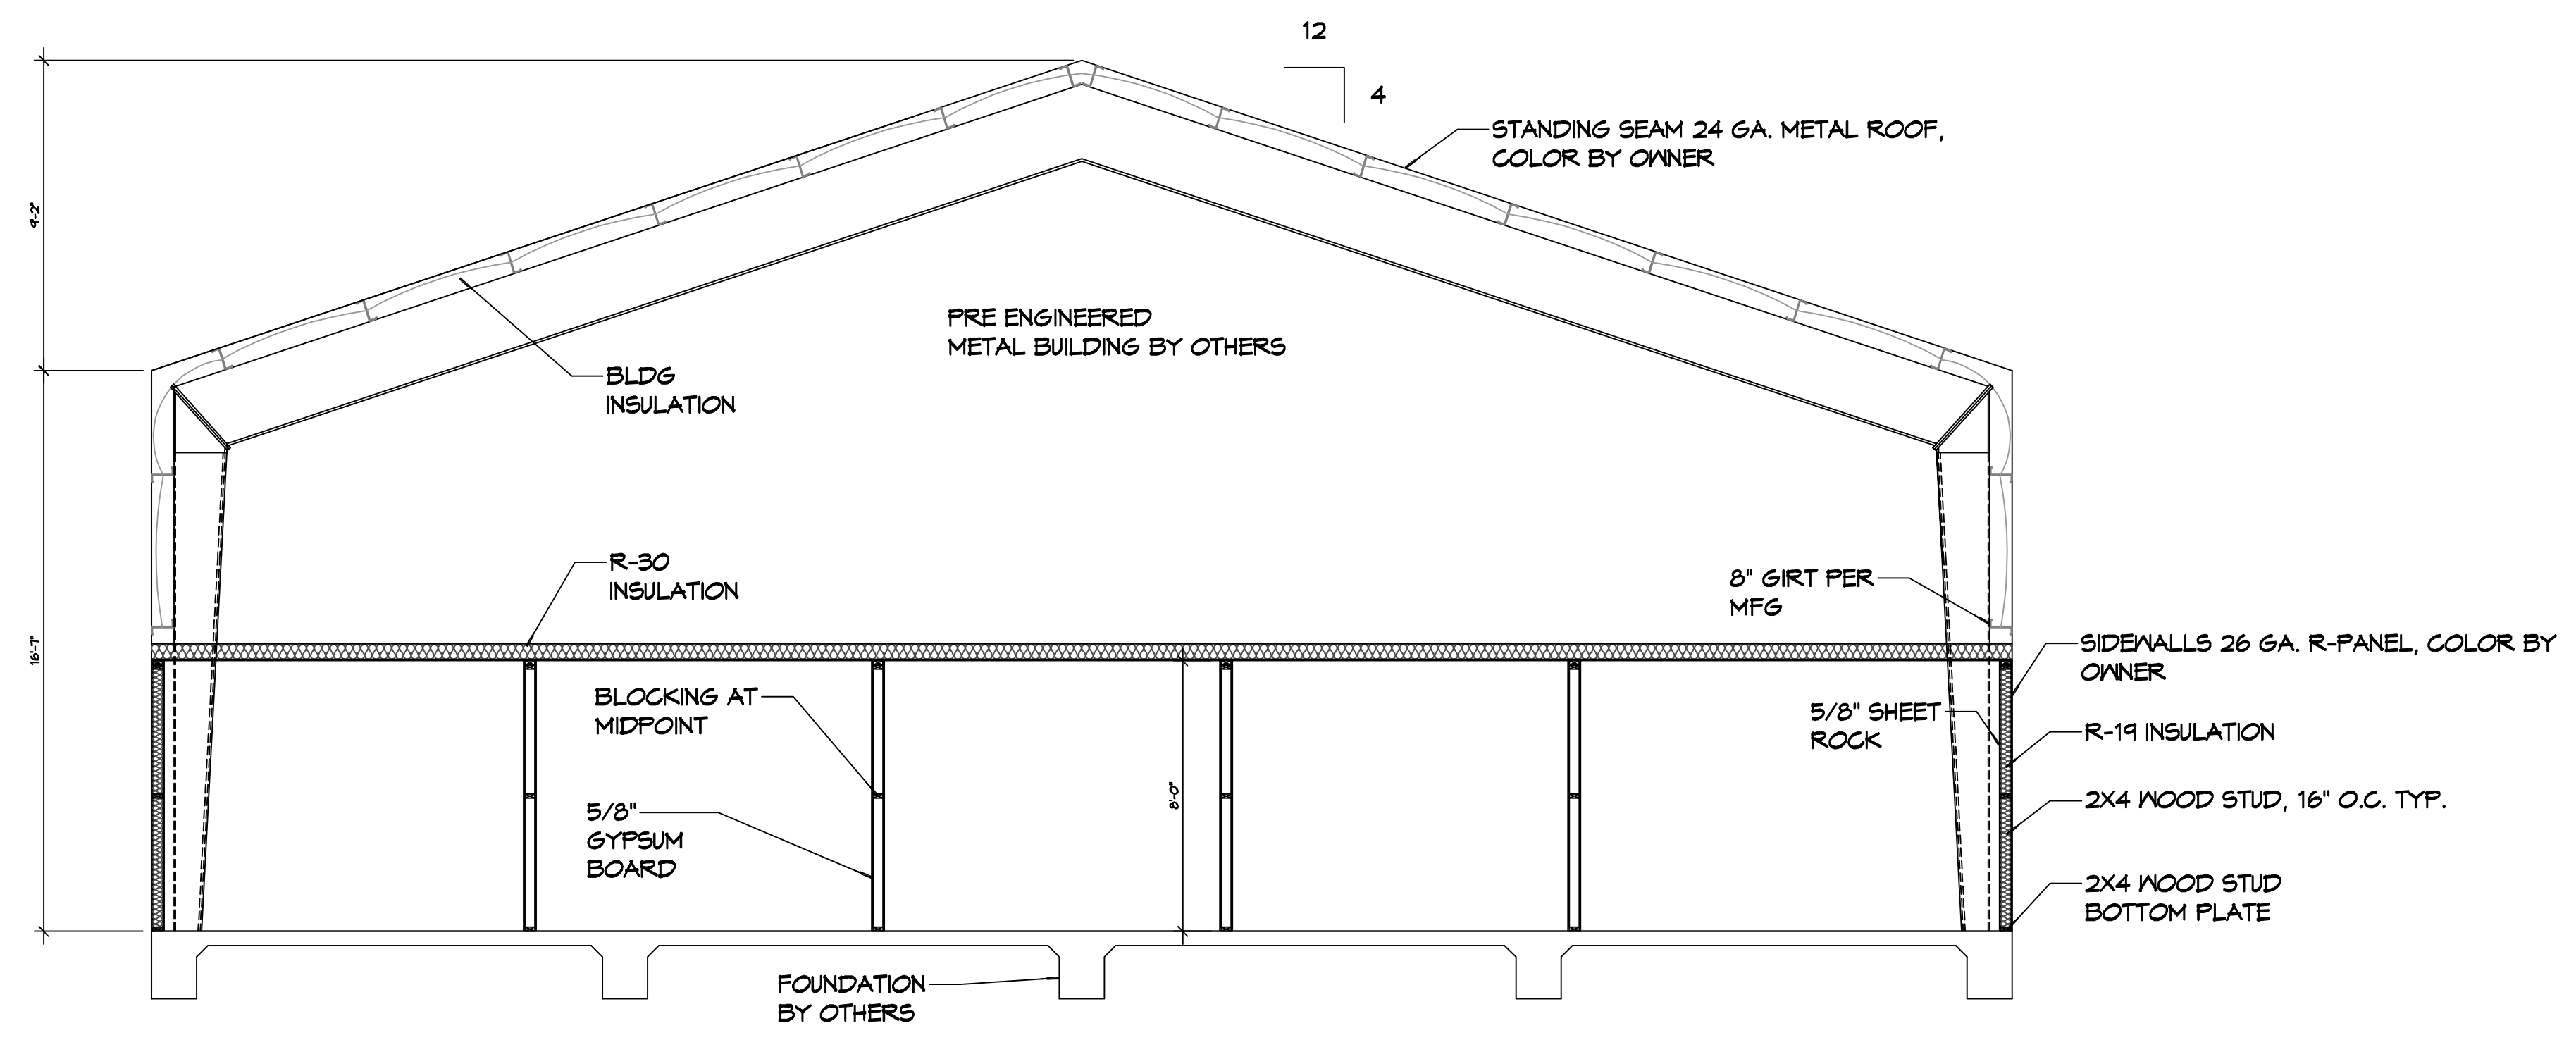 12
4
STANDING SEAM 24 GA. METAL ROOF,
COLOR BY OWNER
9'-2"
PRE ENGINEERED
METAL BUILDING BY OTHERS
BLDG
INSULATION
R-30
INSULATION
8" GIRT PER
MFG
16'-7"
SIDEWALLS 26 GA. R-PANEL, COLOR BY
OWNER
BLOCKING AT
MIDPOINT
5/8" SHEET
ROCK
R-19 INSULATION
8'-0"
2X4 WOOD STUD, 16" O.C. TYP.
5/8"
GYPSUM
BOARD
2X4 WOOD STUD
BOTTOM PLATE
FOUNDATION
BY OTHERS